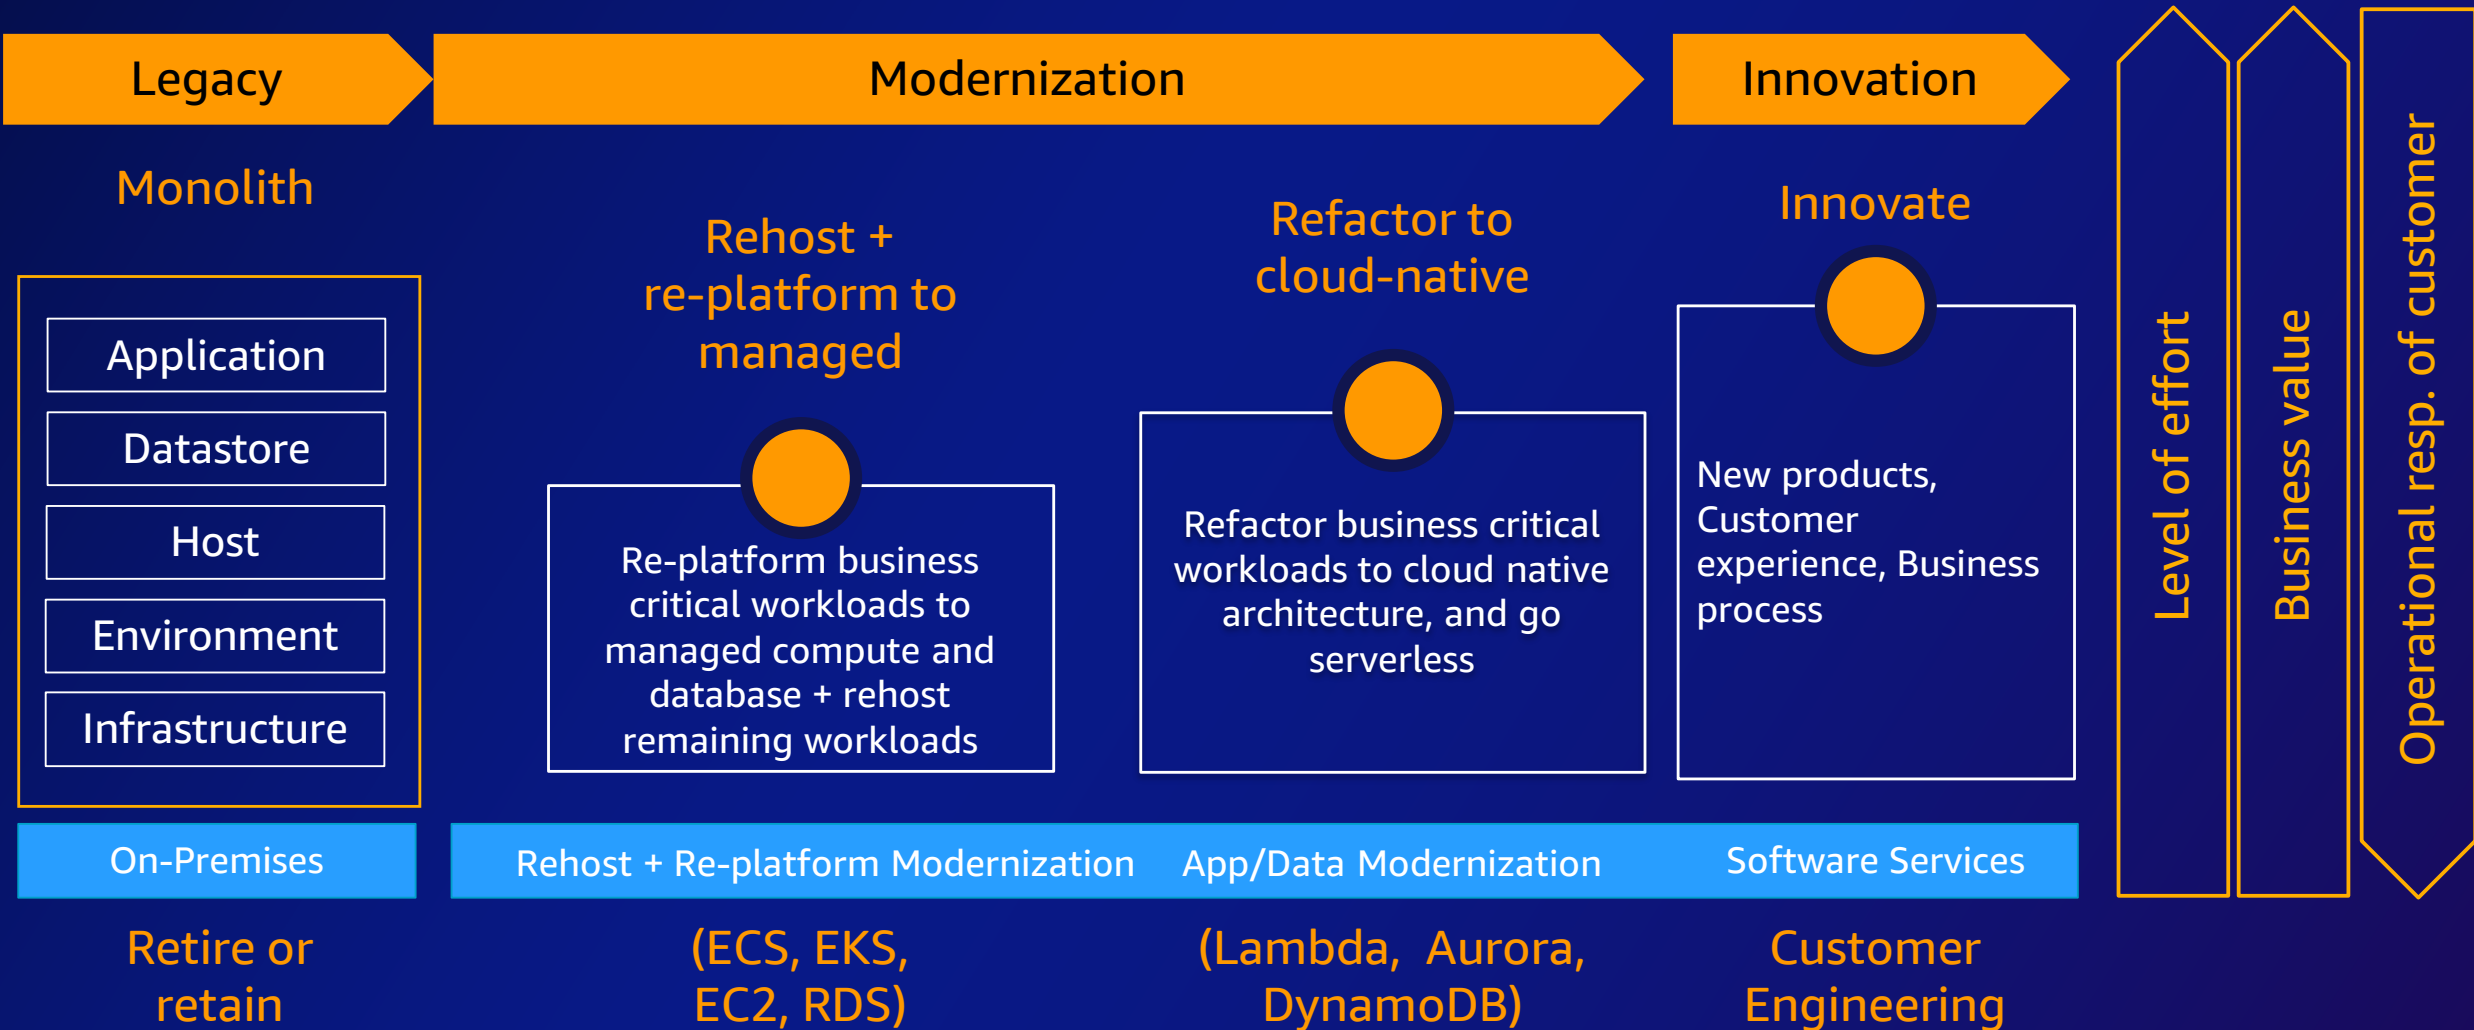 Legacy
Modernization
Innovation
Monolith
Application
Datastore
Host
Environment
Infrastructure
On-Premises
Retire or
retain
Rehost +
re-platform to
managed
Re-platform business
critical workloads to
managed compute and
database + rehost
remaining workloads
Rehost + Re-platform Modernization
(ECS, EKS,
EC2, RDS)
Refactor to
cloud-native
Refactor business critical
workloads to cloud native
architecture, and go
serverless
App/Data Modernization
(Lambda, Aurora,
DynamoDB)
Innovate
New products,
Customer
experience, Business
process
Software Services
Customer
Engineering
Level of effort
Business value
Operational resp. of customer